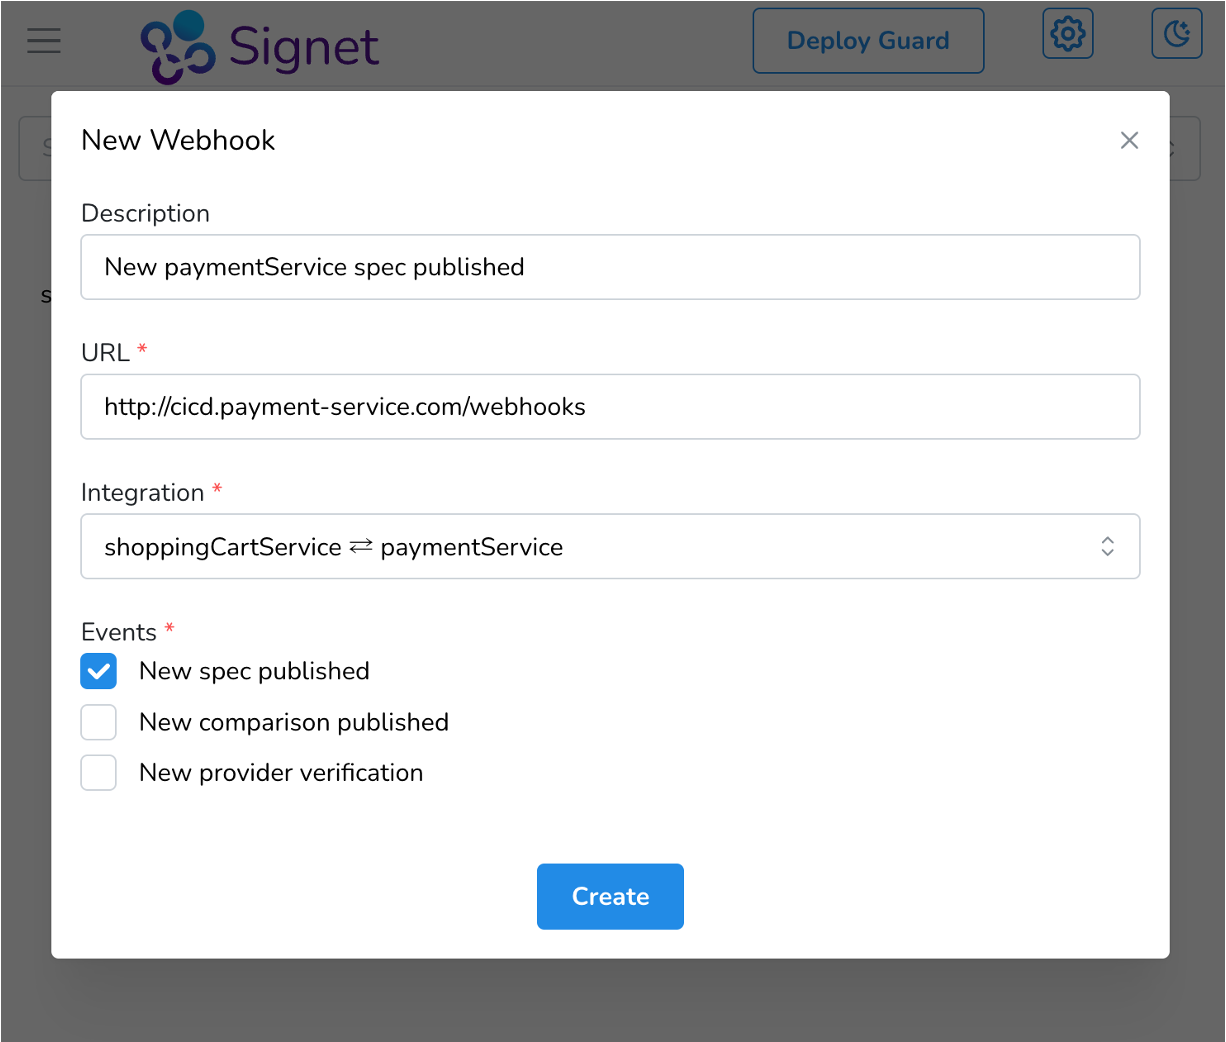 Signet
Deploy Guard
New Webhook
Description
New paymentService spec published
URL *
http://cicd.payment-service.com/webhooks
Integration *
shoppingCartService ⇄ paymentService
Events *
New spec published
New comparison published
New provider verification
Create